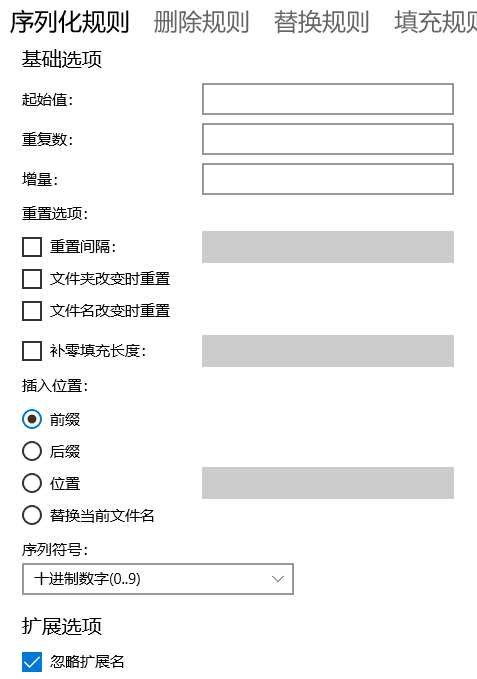 序列化规则 删除规则 替换规则 填充规
基础选项
起始值:
重复数:
增量:
重置选项:
重置间隔:
文件夹改变时重置
文件名改变时重置
补零填充长度:
插入位置:
前缀
后缀
位置
替换当前文件名
序列符号:
十进制数字(0..9)
扩展选项
忽略扩展名